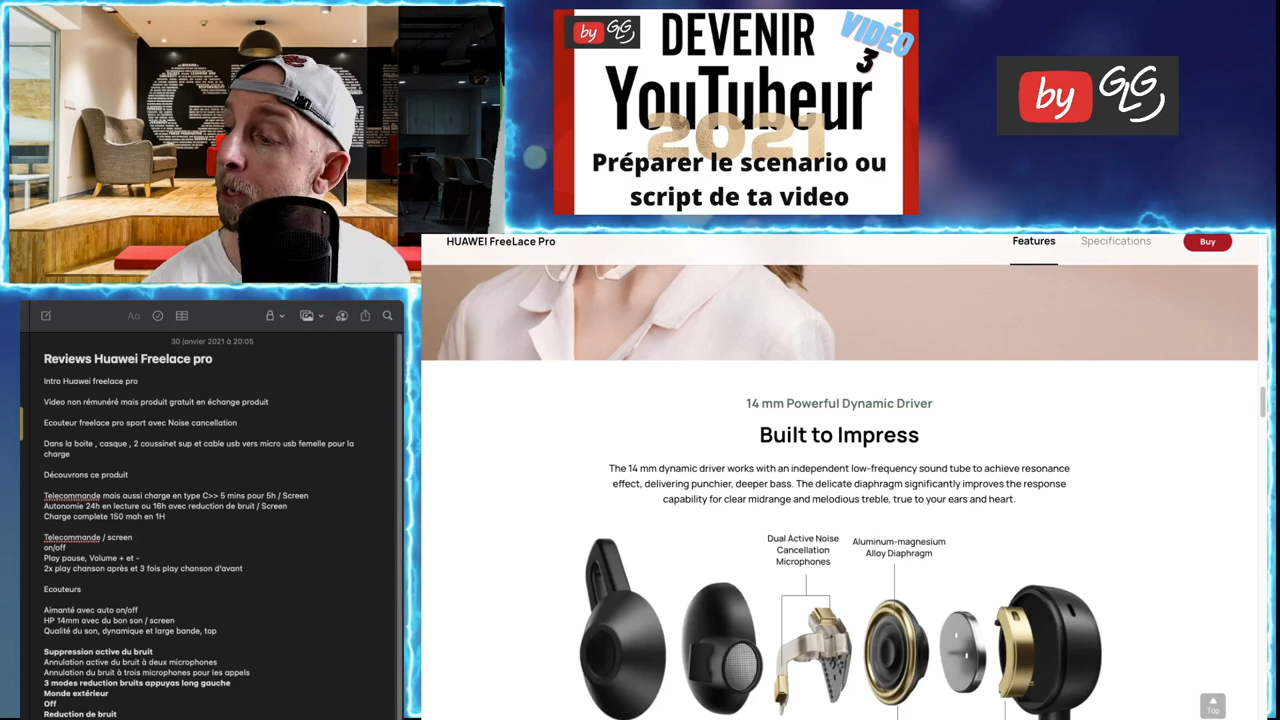 by GLG
DEVENIR
VIDÉO
3
YouTubeur
2021
Préparer le scenario ou
script de ta video
by GLG
HUAWEI FreeLace Pro
Features
Specifications
Buy
14 mm Powerful Dynamic Driver
Built to Impress
The 14 mm dynamic driver works with an independent low-frequency sound tube to achieve resonance
effect, delivering punchier, deeper bass. The delicate diaphragm significantly improves the response
capability for clear midrange and melodious treble, true to your ears and heart.
Dual Active Noise
Cancellation
Microphones
Aluminum-magnesium
Alloy Diaphragm
Top
Aa
30 janvier 2021 à 20:05
Reviews Huawei Freelace pro
Intro Huawei freelace pro
Video non rémunéré mais produit gratuit en échange produit
Ecouteur freelace pro sport avec Noise cancellation
Dans la boite , casque , 2 coussinet sup et cable usb vers micro usb femelle pour la
charge
Découvrons ce produit
Telecommande mais aussi charge en type C>> 5 mins pour 5h / Screen
Autonomie 24h en lecture ou 16h avec reduction de bruit / Screen
Charge complete 150 mah en 1H
Telecommande / screen
on/off
Play pause, Volume + et -
2x play chanson après et 3 fois play chanson d'avant
Ecouteurs
Aimanté avec auto on/off
HP 14mm avec du bon son / screen
Qualité du son, dynamique et large bande, top
Suppression active du bruit
Annulation active du bruit à deux microphones
Annulation du bruit à trois microphones pour les appels
3 modes reduction bruits appuyas long gauche
Monde extérieur
Off
Reduction de bruit